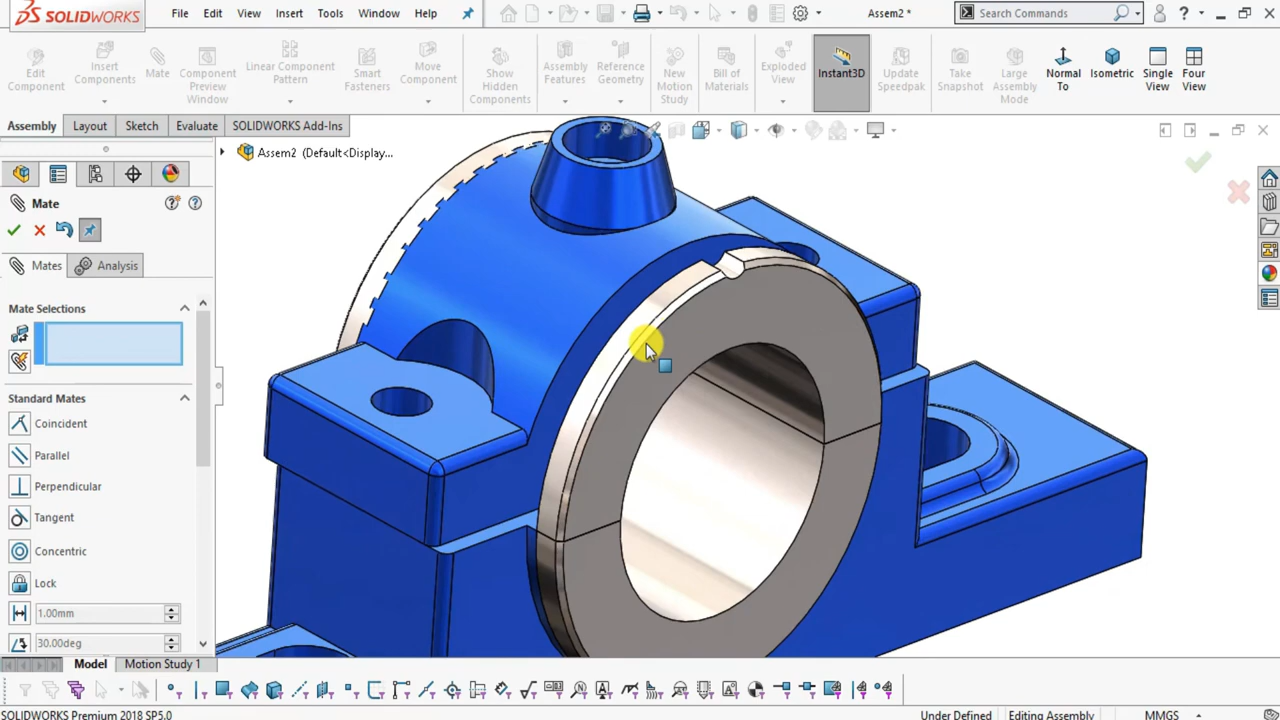 SOLIDWORKS
File Edit View Insert Tools Window Help
Assem2 *
Search Commands
?
Edit Component
Insert Components
Mate
Component Preview Window
Linear Component Pattern
Smart Fasteners
Move Component
Show Hidden Components
Assembly Features
Reference Geometry
New Motion Study
Bill of Materials
Exploded View
Instant3D
Update Speedpak
Take Snapshot
Large Assembly Mode
Normal To
Isometric
Single View
Four View
Assembly Layout Sketch Evaluate SOLIDWORKS Add-Ins
Assem2 (Default<Display...
Mate
Mates Analysis
Mate Selections
Standard Mates
Coincident
Parallel
Perpendicular
Tangent
Concentric
Lock
1.00mm
30.00deg
Model Motion Study 1
SOLIDWORKS Premium 2018 SP5.0
Under Defined Editing Assembly MMGS